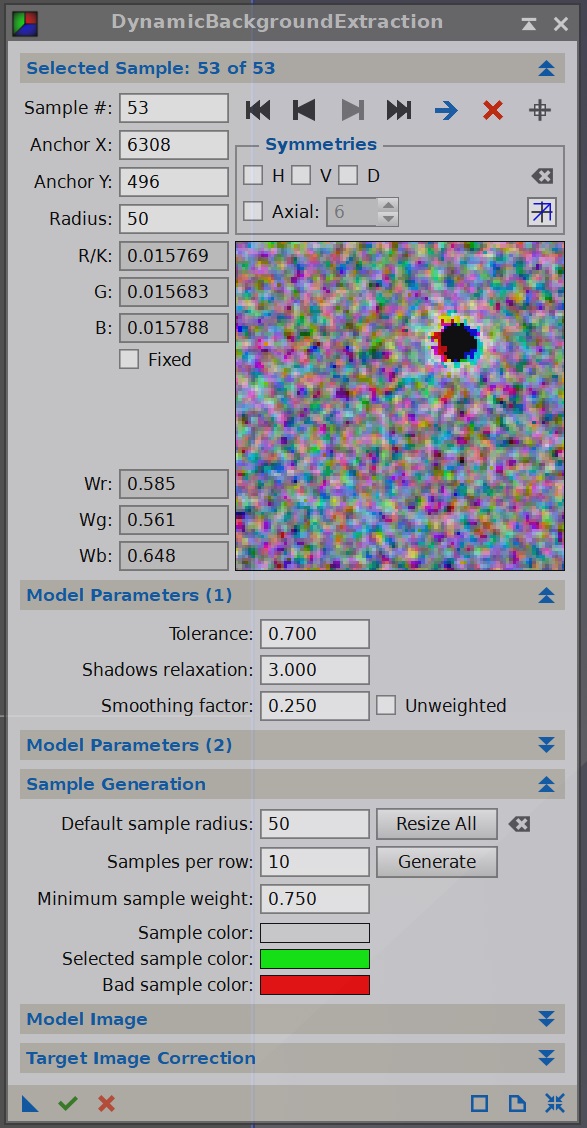 DynamicBackgroundExtraction
Selected Sample: 53 of 53
Sample #: 53
Anchor X: 6308
Anchor Y: 496
Radius: 50
Symmetries
H V D
Axial: 6
R/K: 0.015769
G: 0.015683
B: 0.015788
Fixed
Wr: 0.585
Wg: 0.561
Wb: 0.648
Model Parameters (1)
Tolerance: 0.700
Shadows relaxation: 3.000
Smoothing factor: 0.250 Unweighted
Model Parameters (2)
Sample Generation
Default sample radius: 50 Resize All
Samples per row: 10 Generate
Minimum sample weight: 0.750
Sample color:
Selected sample color:
Bad sample color:
Model Image
Target Image Correction